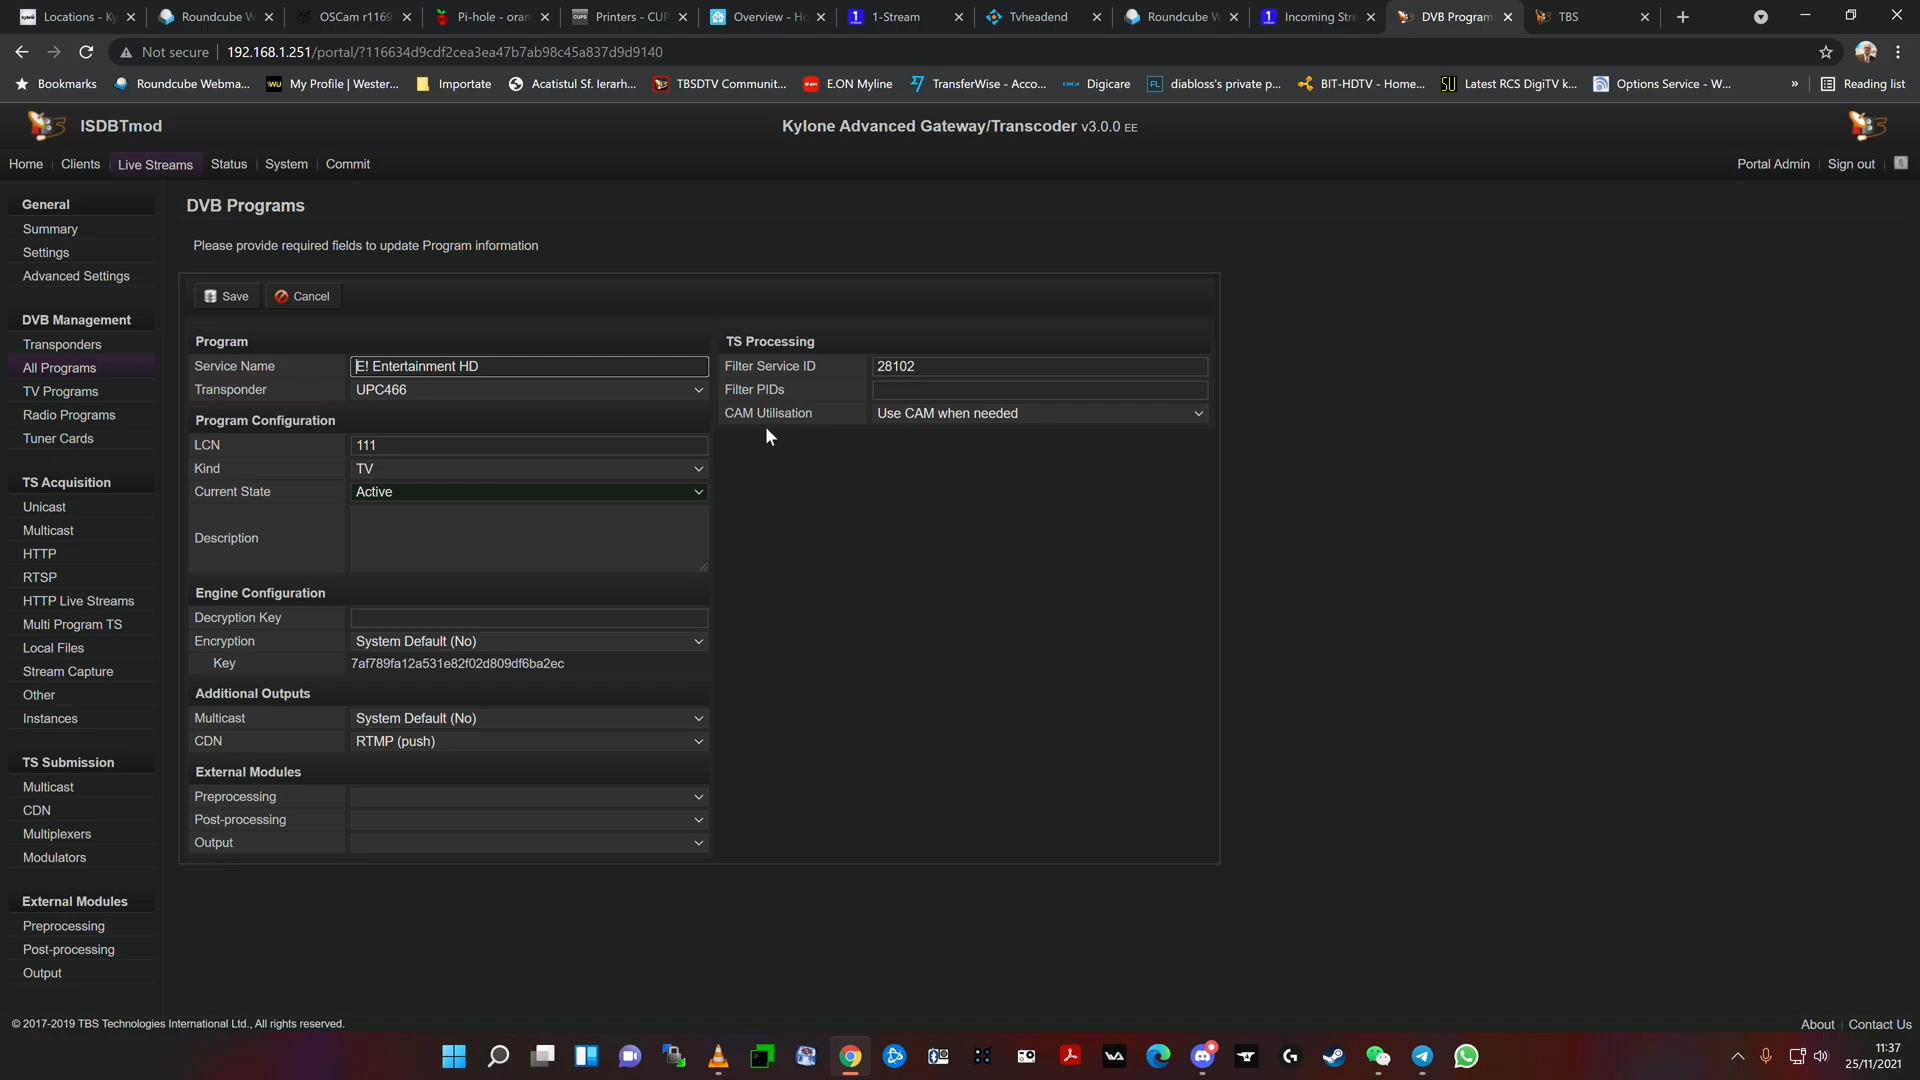 Locations - Ky
Roundcube W
OSCam r1169
Pi-hole - oran
CUPS Printers - CUP
Overview - Ho
1 1-Stream
Tvheadend
Roundcube W
1 Incoming Stre
DVB Program
TBS
Not secure 192.168.1.251/portal/?116634d9cdf2cea3ea47b7ab98c45a837d9d9140
Bookmarks
Roundcube Webma...
WU My Profile | Wester...
Importate
Acatistul Sf. Ierarh...
TBSDTV Communit...
E.ON Myline
TransferWise - Acco...
Digicare
FL diabloss's private p...
BIT-HDTV - Home...
SU Latest RCS DigiTV k...
Options Service - W...
»
Reading list
ISDBTmod
Kylone Advanced Gateway/Transcoder v3.0.0 EE
Home
Clients
Live Streams
Status
System
Commit
Portal Admin
Sign out
General
Summary
Settings
Advanced Settings
DVB Management
Transponders
All Programs
TV Programs
Radio Programs
Tuner Cards
TS Acquisition
Unicast
Multicast
HTTP
RTSP
HTTP Live Streams
Multi Program TS
Local Files
Stream Capture
Other
Instances
TS Submission
Multicast
CDN
Multiplexers
Modulators
External Modules
Preprocessing
Post-processing
Output
DVB Programs
Please provide required fields to update Program information
Save
Cancel
Program
Service Name E! Entertainment HD
Transponder UPC466
Program Configuration
LCN 111
Kind TV
Current State Active
Description
Engine Configuration
Decryption Key
Encryption System Default (No)
Key 7af789fa12a531e82f02d809df6ba2ec
Additional Outputs
Multicast System Default (No)
CDN RTMP (push)
External Modules
Preprocessing
Post-processing
Output
TS Processing
Filter Service ID 28102
Filter PIDs
CAM Utilisation Use CAM when needed
© 2017-2019 TBS Technologies International Ltd., All rights reserved.
About
Contact Us
11:37
25/11/2021